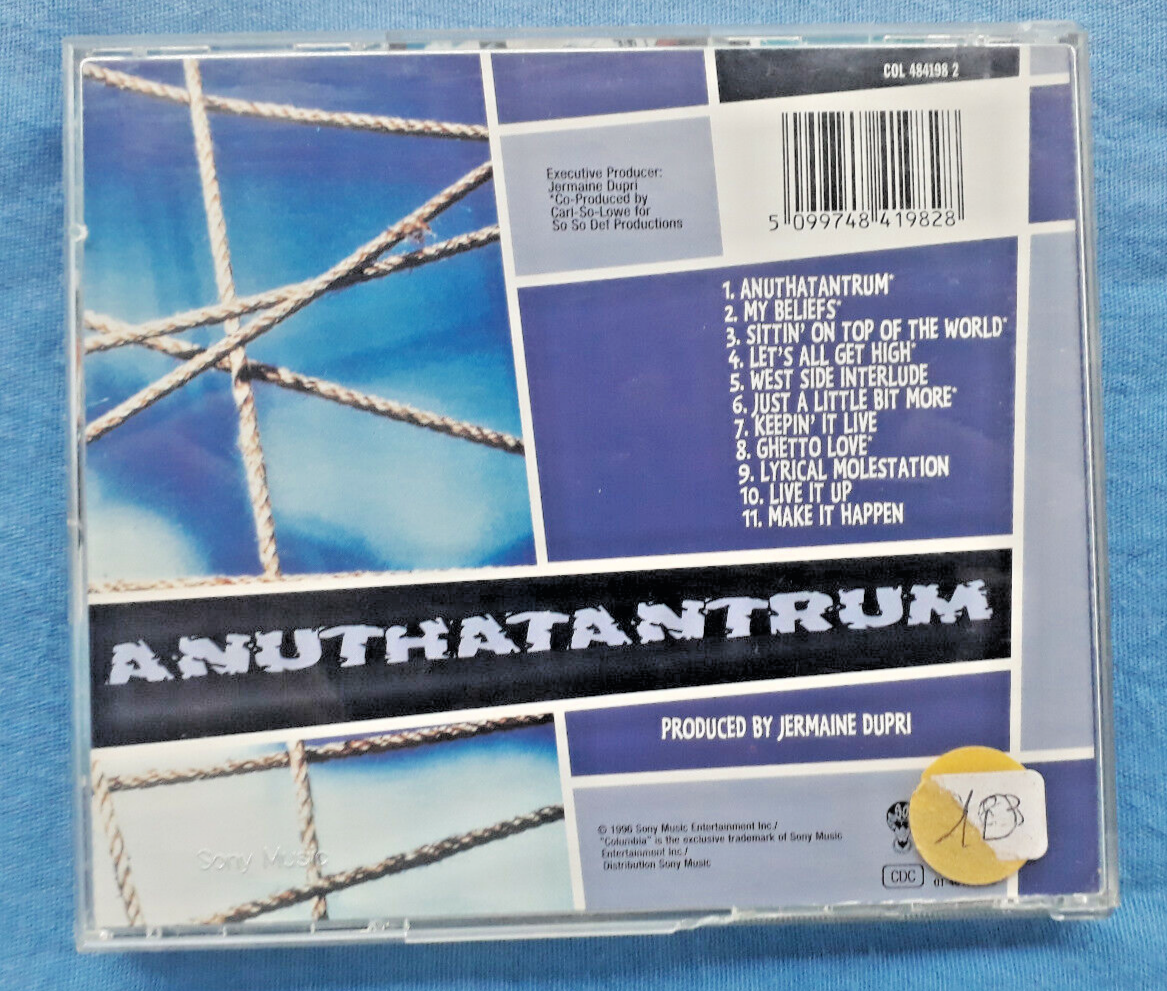 COL 484198 2
Executive Producer:
Jermaine Dupri
*Co-Produced by
Carl-So-Lowe for
So So Def Productions
5 099748 419828
1. ANUTHATANTRUM*
2. MY BELIEFS*
3. SITTIN' ON TOP OF THE WORLD*
4. LET'S ALL GET HIGH*
5. WEST SIDE INTERLUDE
6. JUST A LITTLE BIT MORE*
7. KEEPIN' IT LIVE
8. GHETTO LOVE*
9. LYRICAL MOLESTATION
10. LIVE IT UP
11. MAKE IT HAPPEN
ANUTHATANTRUM
PRODUCED BY JERMAINE DUPRI
© 1996 Sony Music Entertainment Inc./
"Columbia" is the exclusive trademark of Sony Music
Entertainment Inc./
Distribution Sony Music
CDC
Sony Music